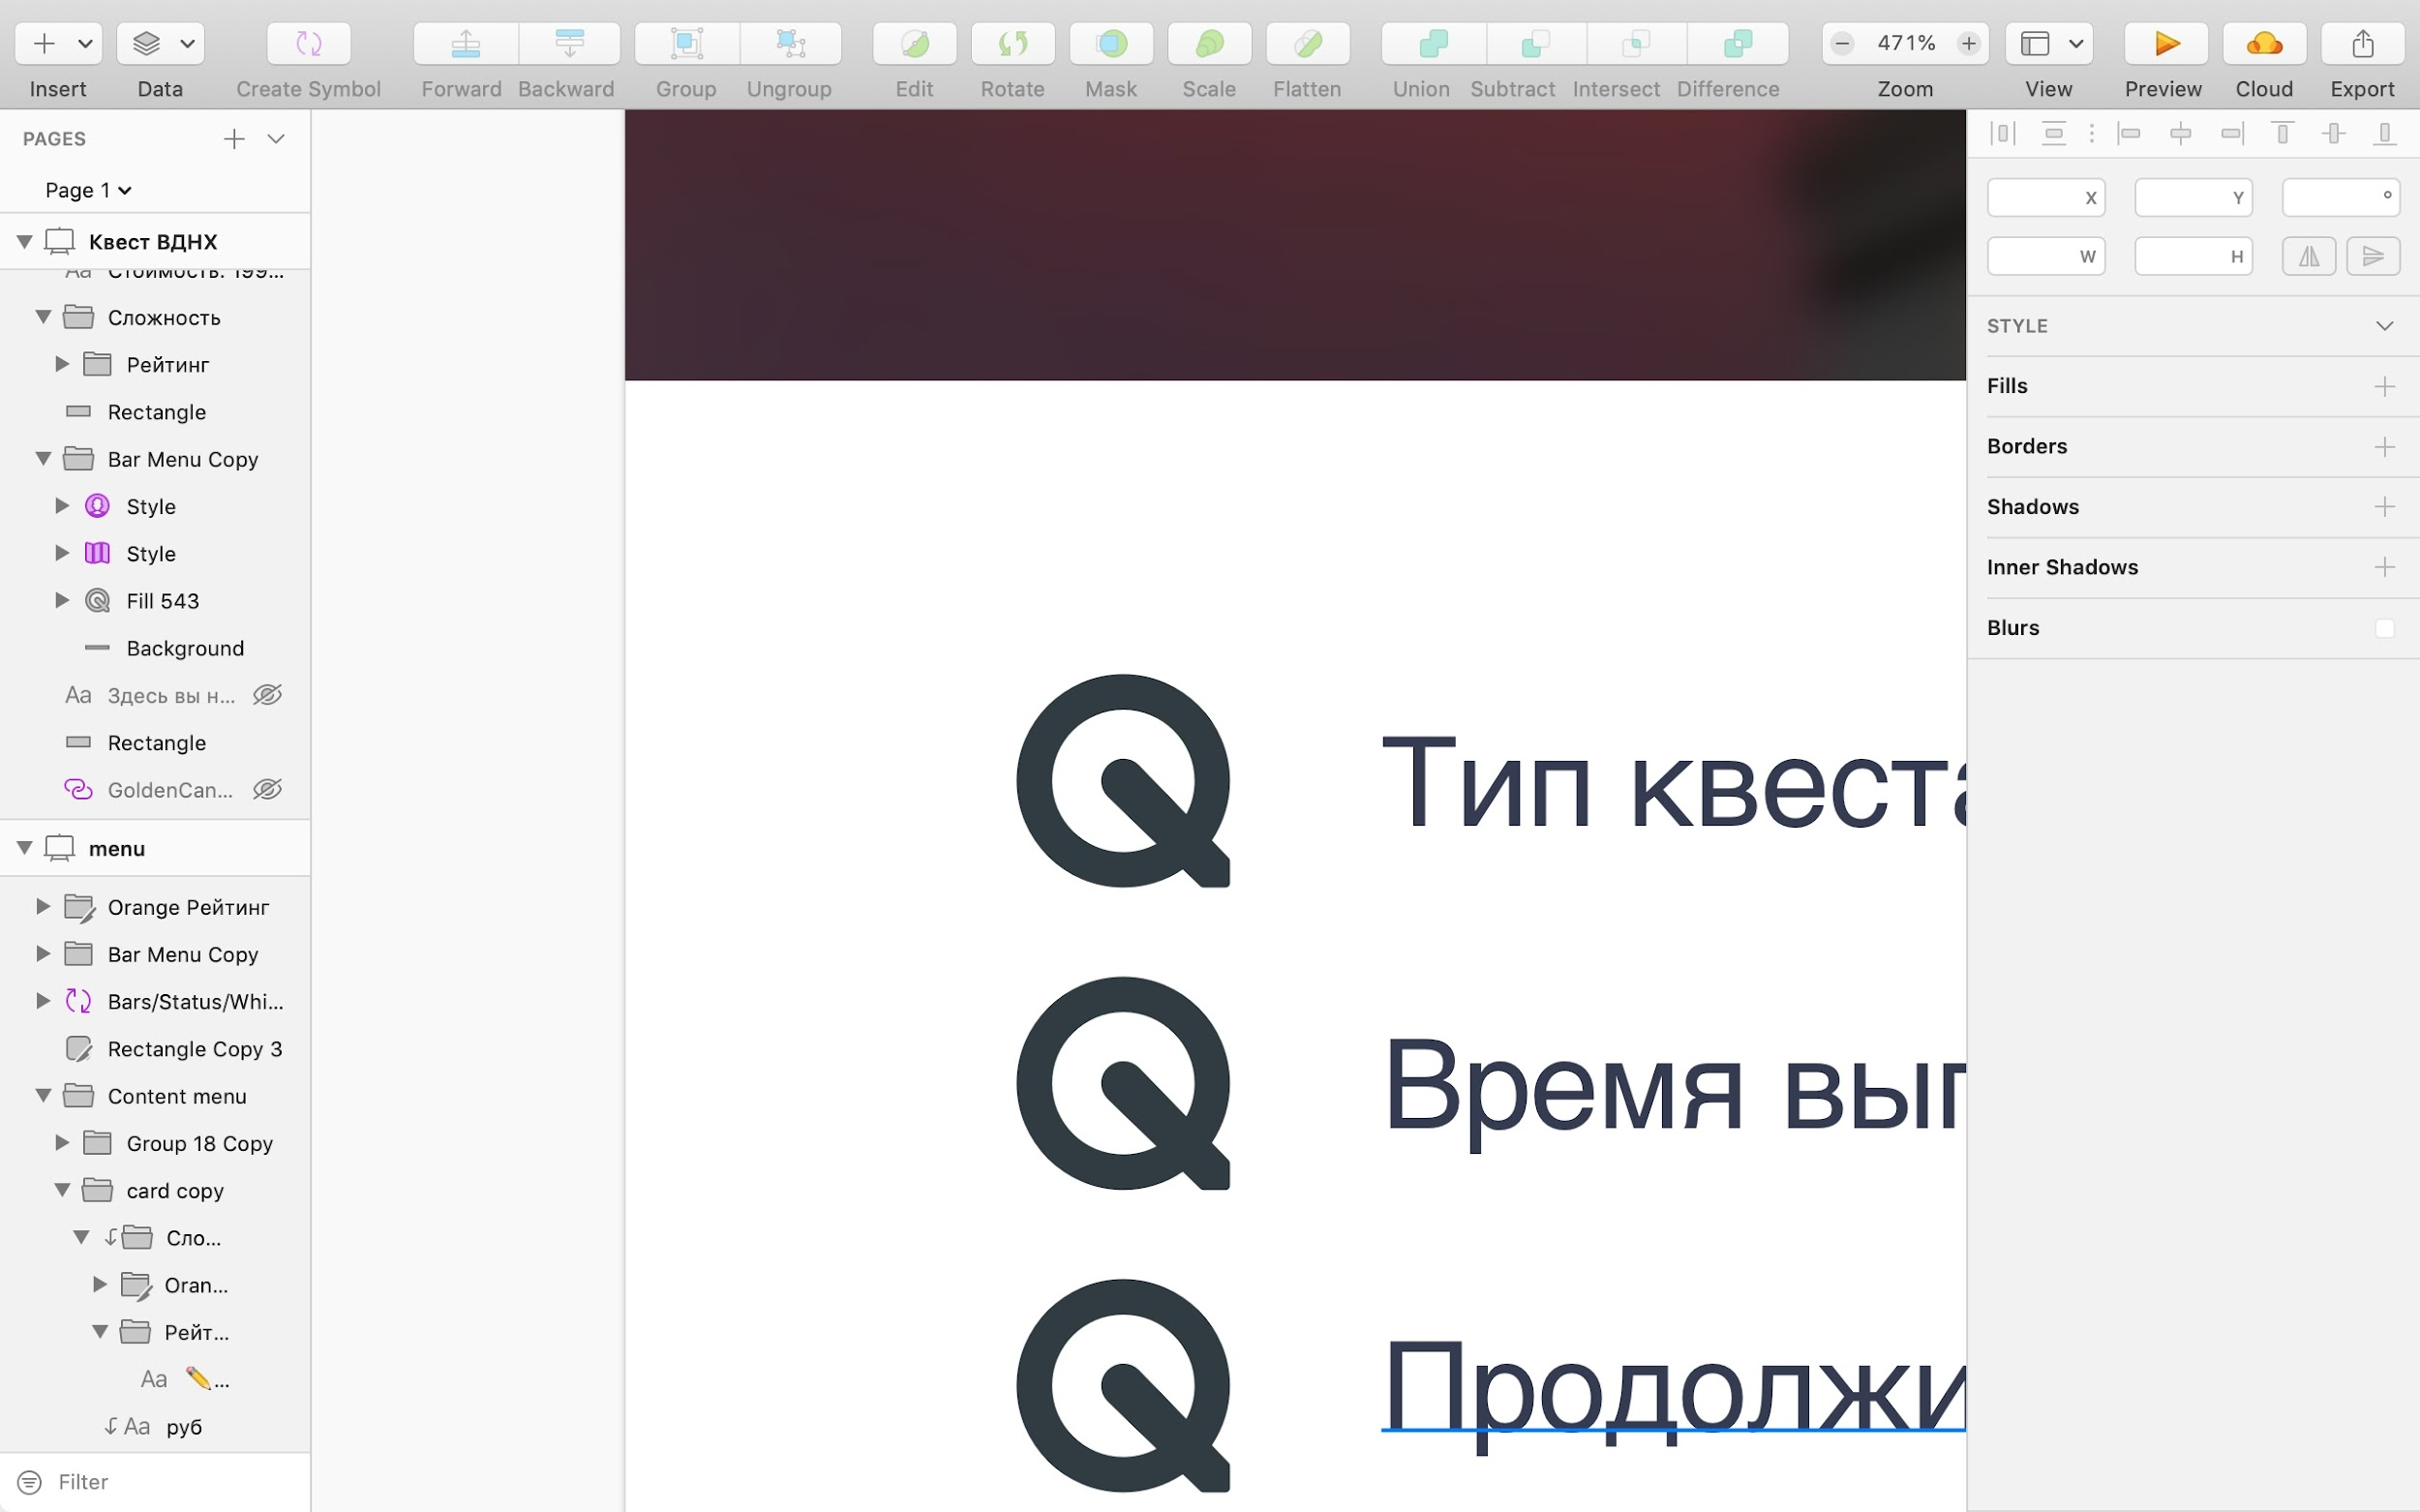 471%
Insert Data Create Symbol Forward Backward Group Ungroup Edit Rotate Mask Scale Flatten Union Subtract Intersect Difference Zoom View Preview Cloud Export
PAGES
Page 1
Квест ВДНХ
Aa Стоимость: 199...
Сложность
Рейтинг
Rectangle
Bar Menu Copy
Style
Style
Fill 543
Background
Aa Здесь вы н...
Rectangle
GoldenCan...
menu
Orange Рейтинг
Bar Menu Copy
Bars/Status/Whi...
Rectangle Copy 3
Content menu
Group 18 Copy
card copy
Сло...
Oran...
Рейт...
Aa ✏️...
Aa руб
Filter
Тип квеста
Время вып
Продолжи
X Y °
W H
STYLE
Fills
Borders
Shadows
Inner Shadows
Blurs